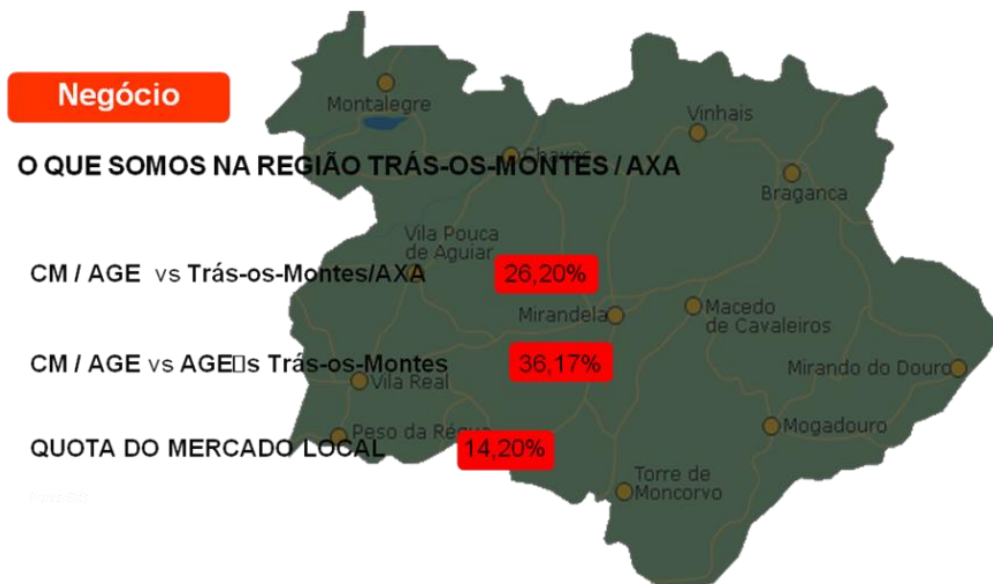 Negócio
Montalegre
Vinhais
Chaves
O QUE SOMOS NA REGIÃO TRÁS-OS-MONTES / AXA
Braganca
Vila Pouca
de Aguiar
CM / AGE vs Trás-os-Montes/AXA 26,20%
Mirandela
Macedo
de Cavaleiros
CM / AGE vs AGE▯s Trás-os-Montes 36,17%
Mirando do Douro
Vila Real
Peso da Régua
Mogadouro
QUOTA DO MERCADO LOCAL 14,20%
Torre de
Moncorvo